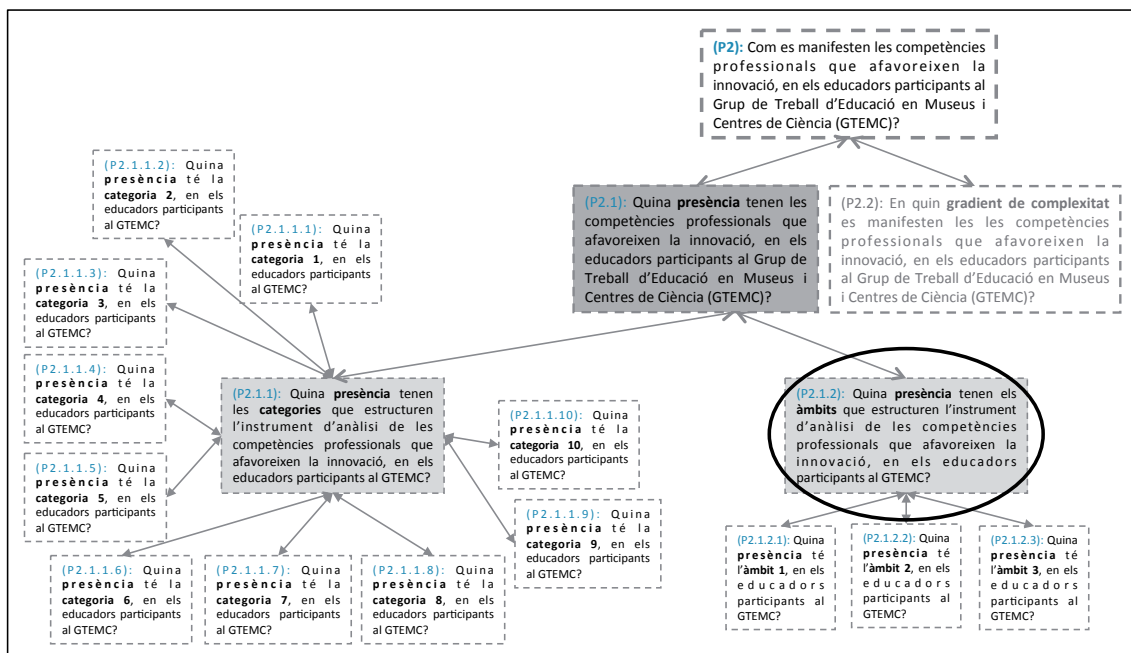 (P2): Com es manifesten les competències
professionals que afavoreixen la
innovació, en els educadors participants al
Grup de Treball d'Educació en Museus i
Centres de Ciència (GTEMC)?
(P2.1): Quina presència tenen les
competències professionals que
afavoreixen la innovació, en els
educadors participants al Grup de
Treball d'Educació en Museus i
Centres de Ciència (GTEMC)?
(P2.2): En quin gradient de complexitat
es manifesten les les competències
professionals que afavoreixen la
innovació, en els educadors participants
al Grup de Treball d'Educació en Museus
i Centres de Ciència (GTEMC)?
(P2.1.1.2): Quina
presència té la
categoria 2, en els
educadors participants
al GTEMC?
(P2.1.1.1): Quina
presència té la
categoria 1, en els
educadors participants
al GTEMC?
(P2.1.1.3): Quina
presència té la
categoria 3, en els
educadors participants
al GTEMC?
(P2.1.1.4): Quina
presència té la
categoria 4, en els
educadors participants
al GTEMC?
(P2.1.1.5): Quina
presència té la
categoria 5, en els
educadors participants
al GTEMC?
(P2.1.1): Quina presència tenen
les categories que estructuren
l'instrument d'anàlisi de les
competències professionals que
afavoreixen la innovació, en els
educadors participants al GTEMC?
(P2.1.1.10): Quina
presència té la
categoria 10, en els
educadors participants
al GTEMC?
(P2.1.1.9): Quina
presència té la
categoria 9, en els
educadors participants
al GTEMC?
(P2.1.2): Quina presència tenen els
àmbits que estructuren l'instrument
d'anàlisi de les competències
professionals que afavoreixen la
innovació, en els educadors
participants al GTEMC?
(P2.1.1.6): Quina
presència té la
categoria 6, en els
educadors participants
al GTEMC?
(P2.1.1.7): Quina
presència té la
categoria 7, en els
educadors participants
al GTEMC?
(P2.1.1.8): Quina
presència té la
categoria 8, en els
educadors participants
al GTEMC?
(P2.1.2.1): Quina
presència té
l'àmbit 1, en els
educadors
participants al
GTEMC?
(P2.1.2.2): Quina
presència té
l'àmbit 2, en els
educadors
participants al
GTEMC?
(P2.1.2.3): Quina
presència té
l'àmbit 3, en els
educadors
participants al
GTEMC?